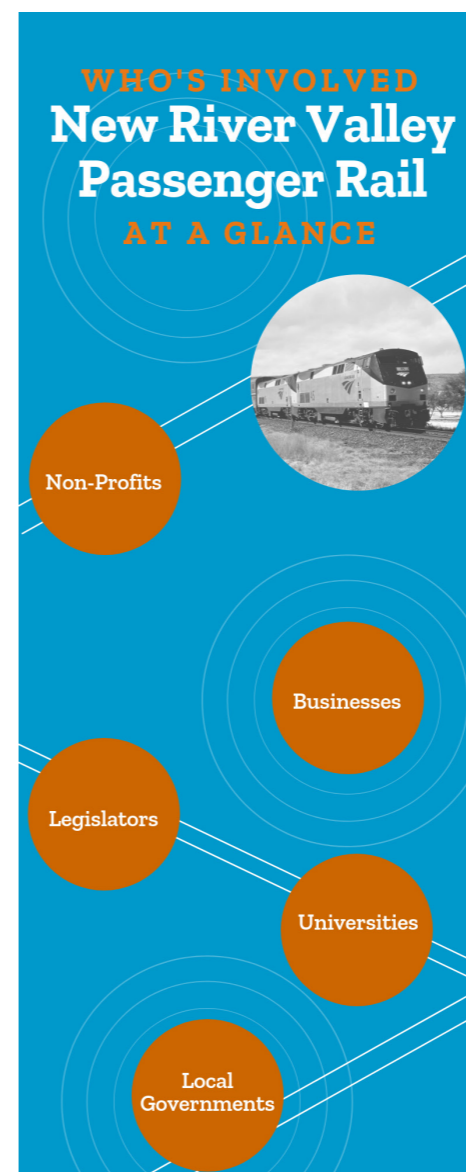 WHO'S INVOLVED
New River Valley
Passenger Rail
AT A GLANCE
Non-Profits
Businesses
Legislators
Universities
Local
Governments